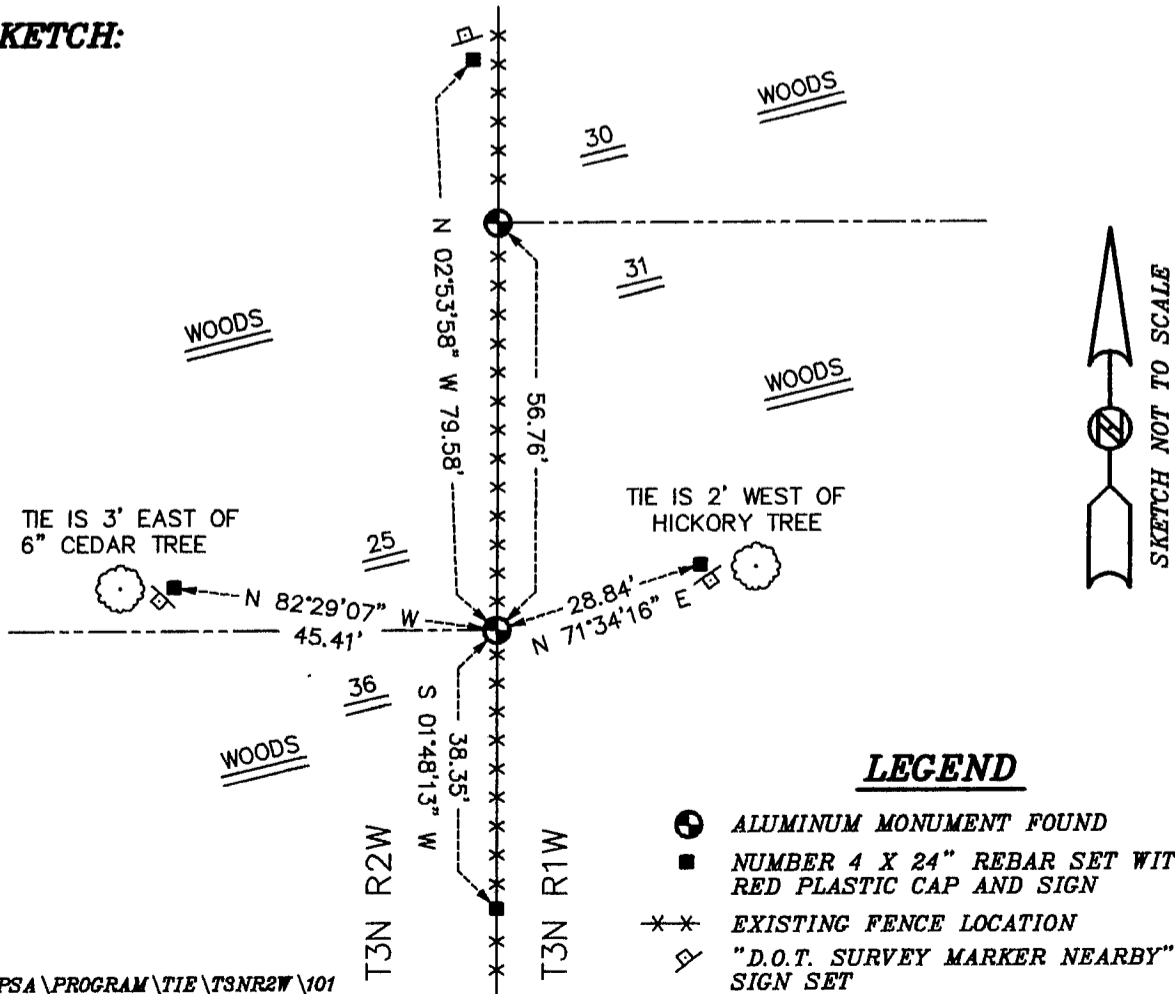 KETCH:
WOODS
30
31
WOODS
WOODS
N 02°53'58" W 79.58'
56.76'
SKETCH NOT TO SCALE
N
TIE IS 3' EAST OF
6" CEDAR TREE
25
TIE IS 2' WEST OF
HICKORY TREE
N 82°29'07" W
45.41'
28.84'
N 71°34'16" E
36
WOODS
S 01°48'13" W
38.35'
T3N R2W
T3N R1W
LEGEND
ALUMINUM MONUMENT FOUND
NUMBER 4 X 24" REBAR SET WIT
RED PLASTIC CAP AND SIGN
EXISTING FENCE LOCATION
"D.O.T. SURVEY MARKER NEARBY"
SIGN SET
PSA\PROGRAM\TIE\T3NR2W\101